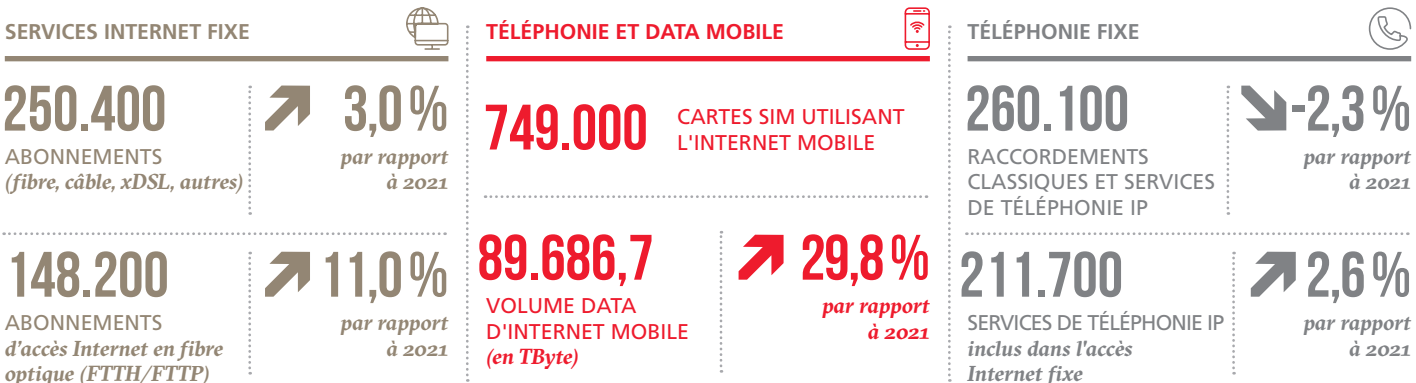 SERVICES INTERNET FIXE
250.400
ABONNEMENTS
(fibre, câble, xDSL, autres)
3,0 %
par rapport
à 2021
148.200
ABONNEMENTS
d'accès Internet en fibre
optique (FTTH/FTTP)
11,0 %
par rapport
à 2021
TÉLÉPHONIE ET DATA MOBILE
749.000
CARTES SIM UTILISANT
L'INTERNET MOBILE
89.686,7
VOLUME DATA
D'INTERNET MOBILE
(en TByte)
29,8 %
par rapport
à 2021
TÉLÉPHONIE FIXE
260.100
RACCORDEMENTS
CLASSIQUES ET SERVICES
DE TÉLÉPHONIE IP
-2,3 %
par rapport
à 2021
211.700
SERVICES DE TÉLÉPHONIE IP
inclus dans l'accès
Internet fixe
2,6 %
par rapport
à 2021